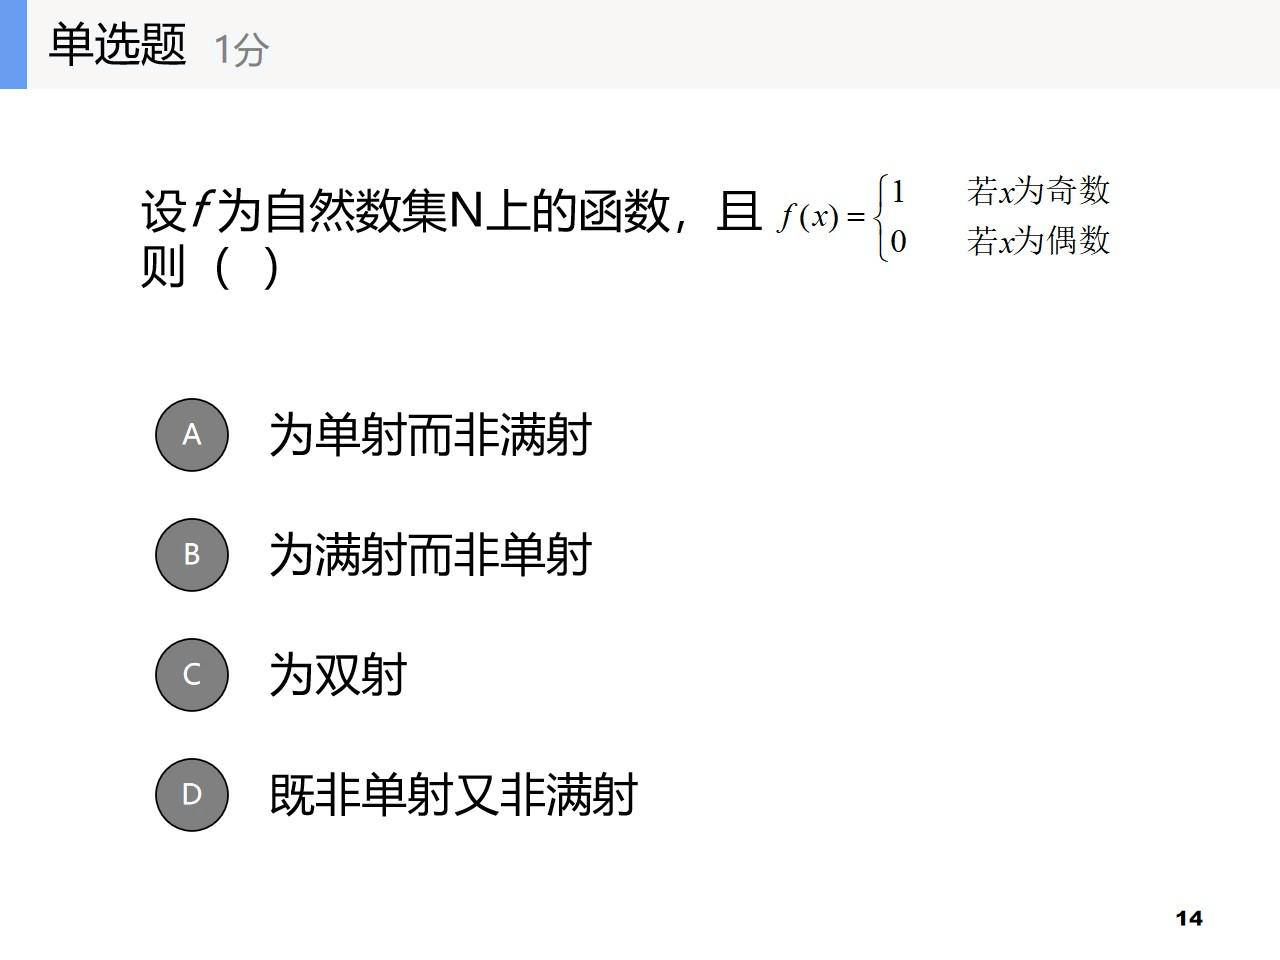 单选题 1分
设f为自然数集N上的函数，且 f(x)={1 若x为奇数
0 若x为偶数
则（ ）
A 为单射而非满射
B 为满射而非单射
C 为双射
D 既非单射又非满射
14